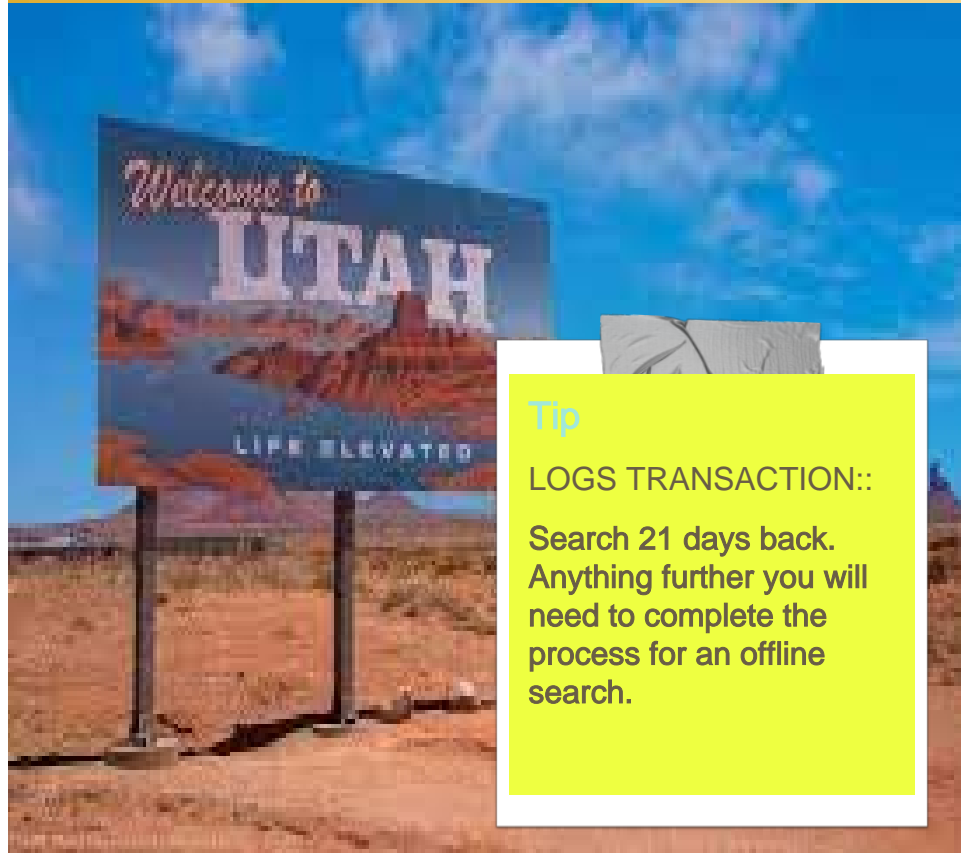 Welcome to
UTAH
LIFE ELEVATED
Tip
LOGS TRANSACTION::
Search 21 days back.
Anything further you will
need to complete the
process for an offline
search.